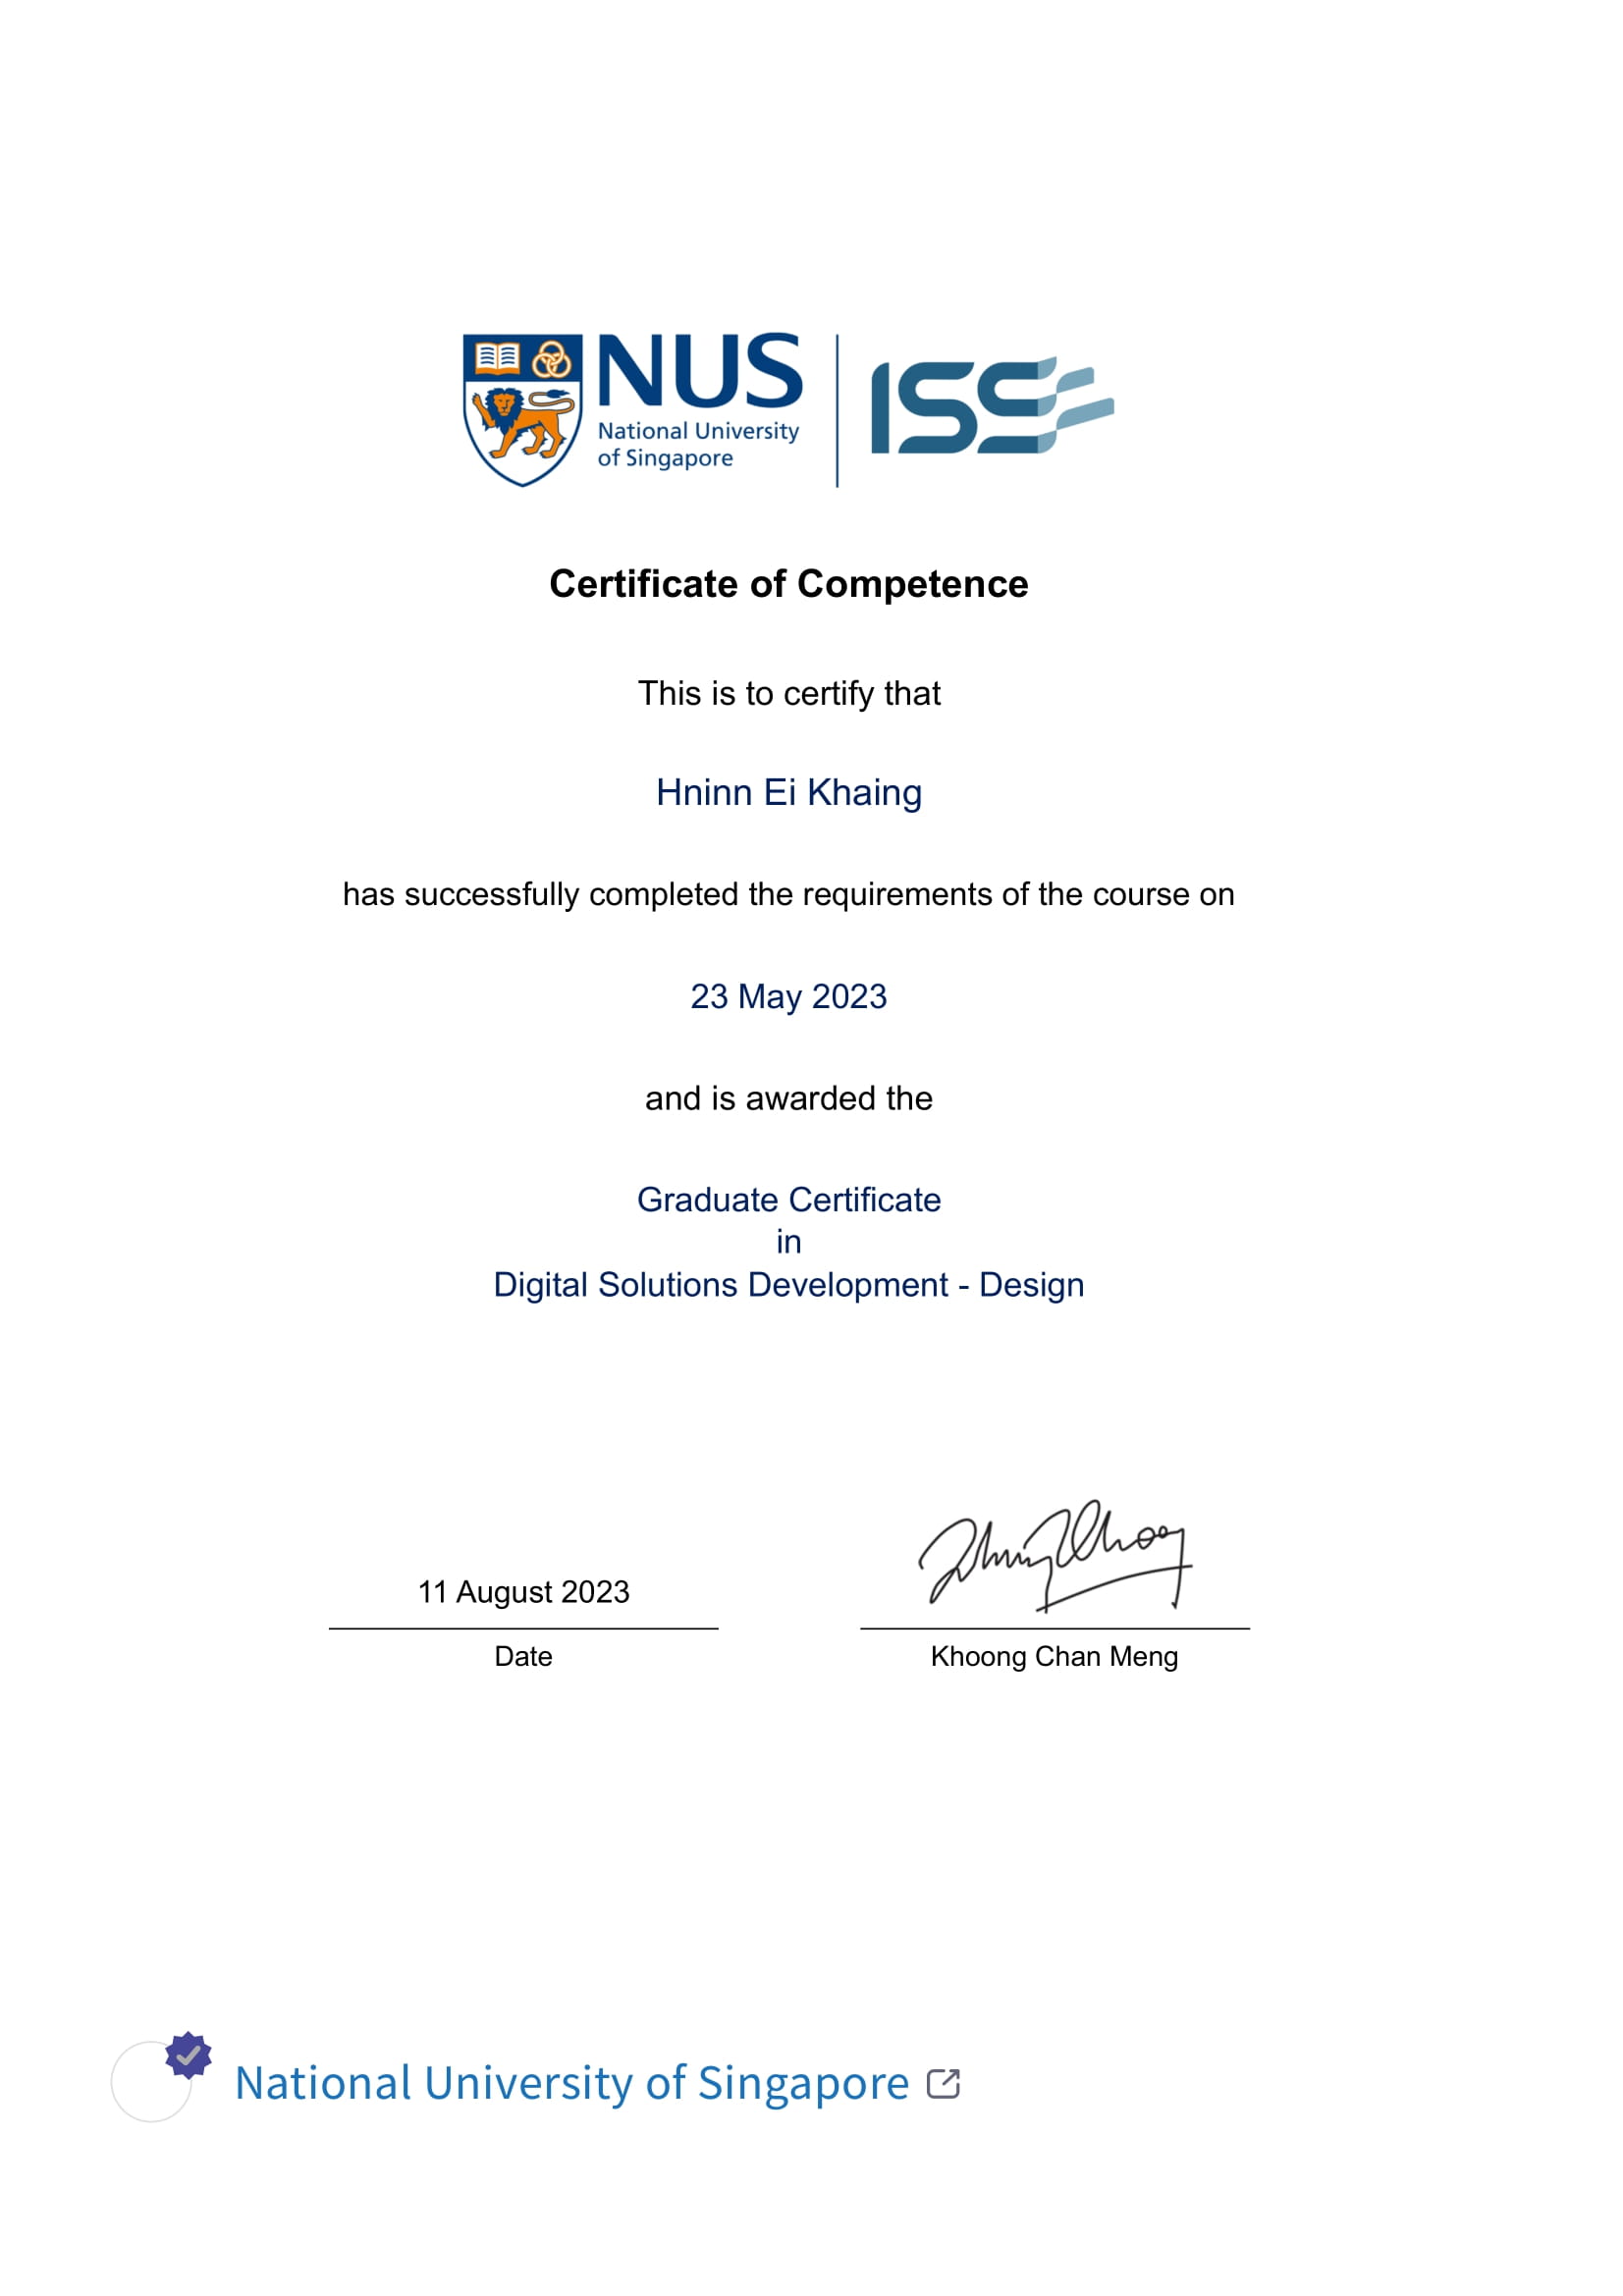 NUS
National University
of Singapore
ISS
Certificate of Competence
This is to certify that
Hninn Ei Khaing
has successfully completed the requirements of the course on
23 May 2023
and is awarded the
Graduate Certificate
in
Digital Solutions Development - Design
11 August 2023
Date
Khoong Chan Meng
National University of Singapore